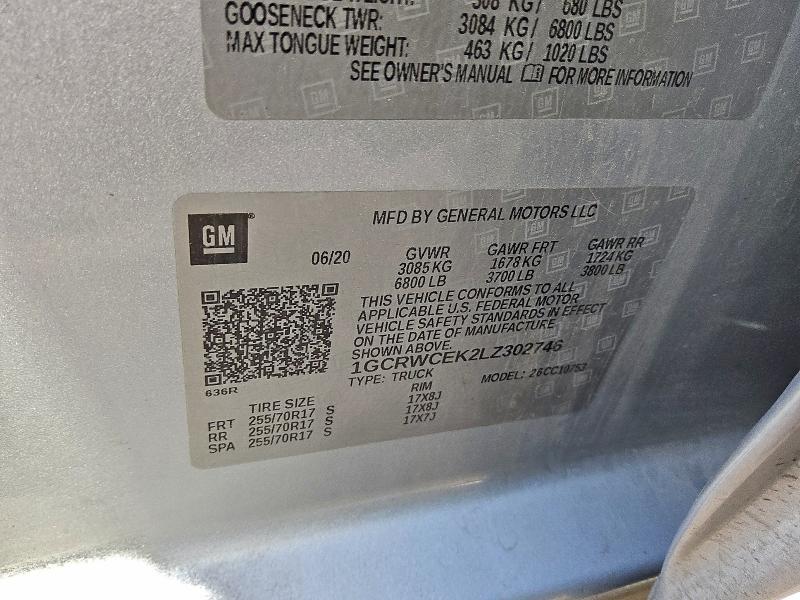 308 KG/ 680 LBS
GOOSENECK TWR: 3084 KG/ 6800 LBS
MAX TONGUE WEIGHT: 463 KG/ 1020 LBS
SEE OWNER'S MANUAL FOR MORE INFORMATION
GM ®
MFD BY GENERAL MOTORS LLC
06/20 GVWR GAWR FRT GAWR RR
3085 KG 1678 KG 1724 KG
6800 LB 3700 LB 3800 LB
THIS VEHICLE CONFORMS TO ALL
APPLICABLE U.S. FEDERAL MOTOR
VEHICLE SAFETY STANDARDS IN EFFECT
ON THE DATE OF MANUFACTURE
SHOWN ABOVE.
1GCRWCEK2LZ302746
TYPE: TRUCK MODEL: 26CC10753
636R
TIRE SIZE RIM
FRT 255/70R17 S 17X8J
RR 255/70R17 S 17X8J
SPA 255/70R17 S 17X7J